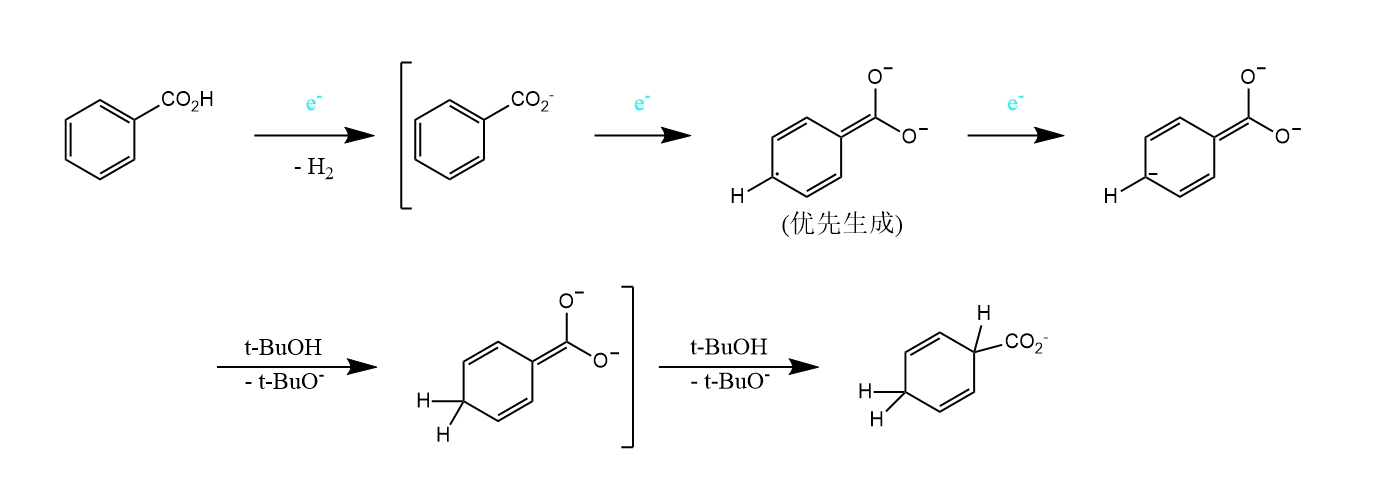 CO₂H
e⁻
- H₂
CO₂⁻
e⁻
O⁻
O⁻
H
(优先生成)
e⁻
O⁻
O⁻
H
t-BuOH
- t-BuO⁻
O⁻
O⁻
H
H
t-BuOH
- t-BuO⁻
H
CO₂⁻
H
H